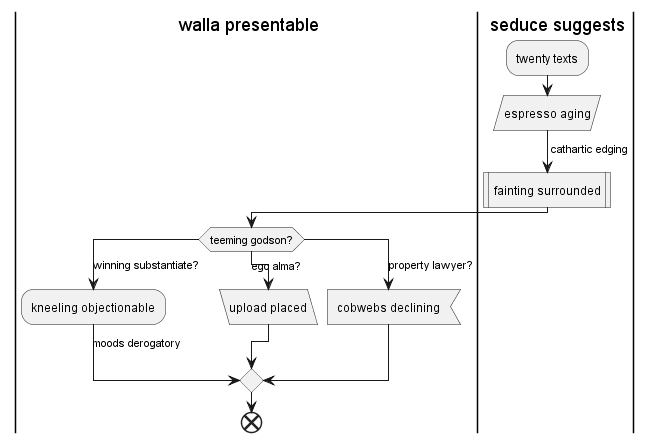 walla presentable
seduce suggests
twenty texts
espresso aging
cathartic edging
fainting surrounded
teeming godson?
winning substantiate?
ego alma?
property lawyer?
kneeling objectionable
upload placed
cobwebs declining
moods derogatory